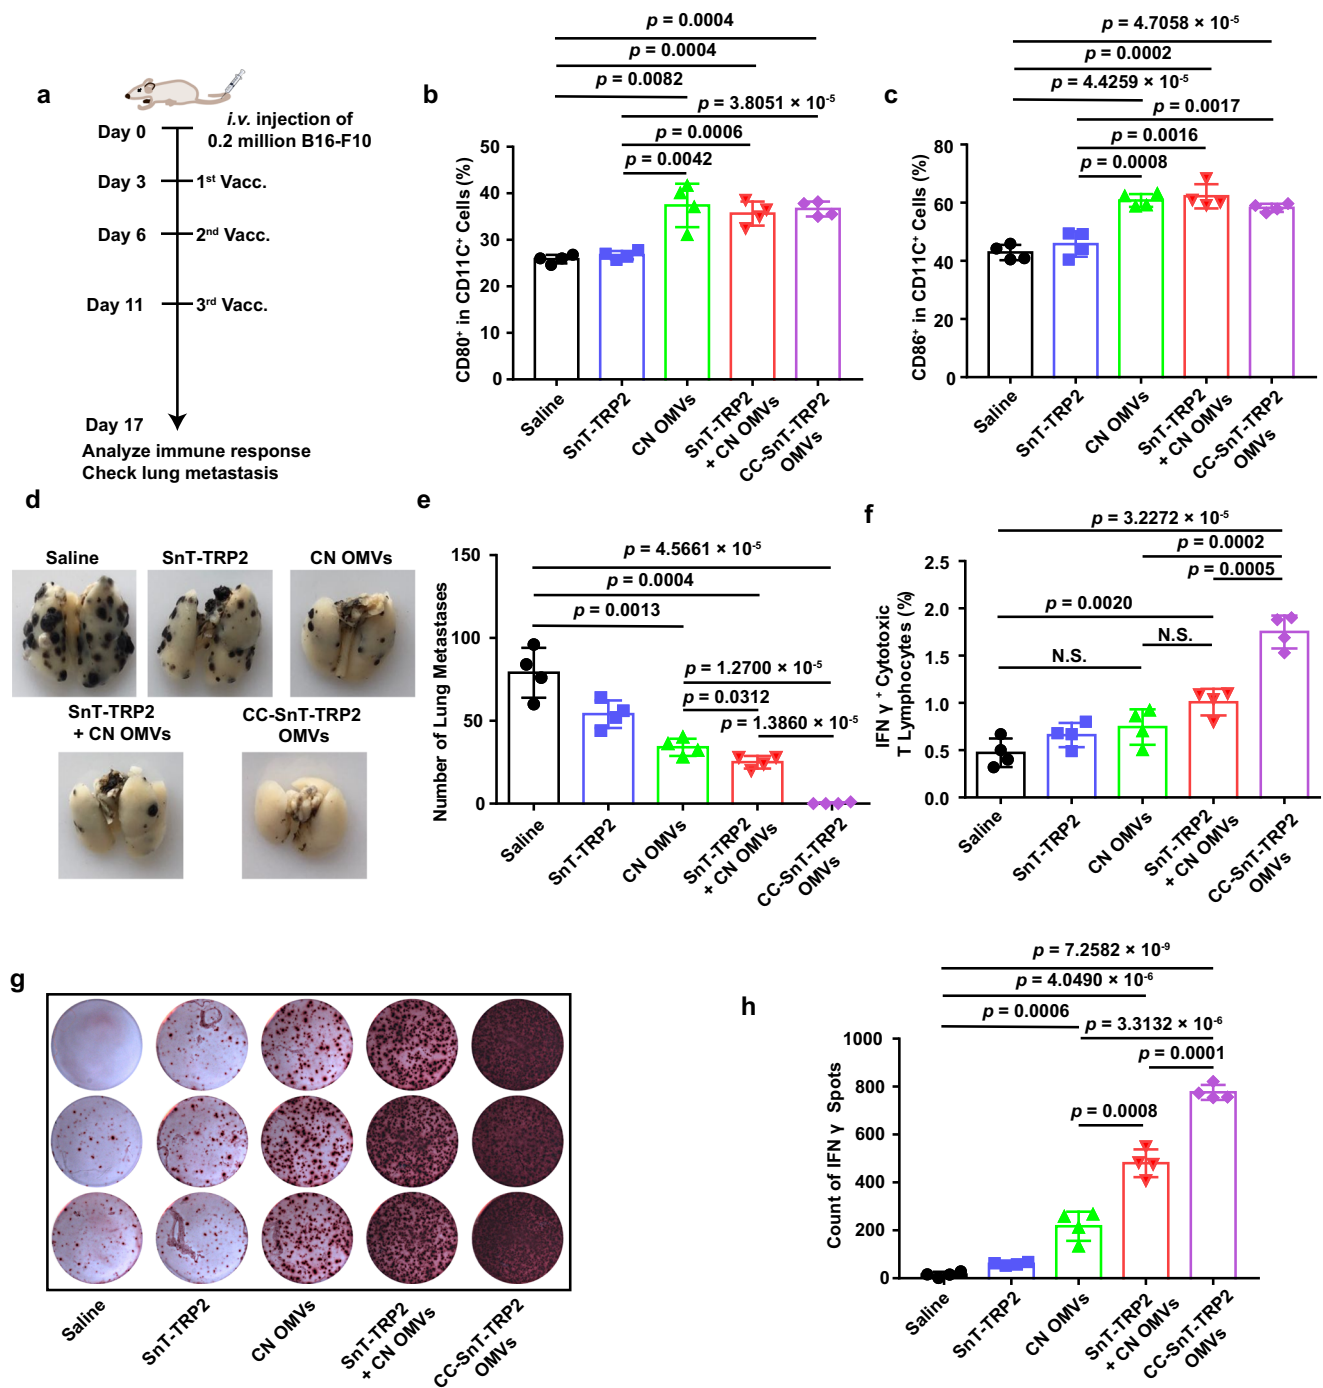 a
i.v. injection of
0.2 million B16-F10
Day 0
Day 3
1st Vacc.
Day 6
2nd Vacc.
Day 11
3rd Vacc.
Day 17
Analyze immune response
Check lung metastasis
b
p = 0.0004
p = 0.0004
p = 0.0082
p = 3.8051 × 10-5
p = 0.0006
p = 0.0042
CD80+ in CD11C+ Cells (%)
50
40
30
20
10
0
Saline
SnT-TRP2
CN OMVs
SnT-TRP2
+ CN OMVs
CC-SnT-TRP2
OMVs
c
p = 4.7058 × 10-5
p = 0.0002
p = 4.4259 × 10-5
p = 0.0017
p = 0.0016
p = 0.0008
CD86+ in CD11C+ Cells (%)
80
60
40
20
0
Saline
SnT-TRP2
CN OMVs
SnT-TRP2
+ CN OMVs
CC-SnT-TRP2
OMVs
d
Saline
SnT-TRP2
CN OMVs
SnT-TRP2
+ CN OMVs
CC-SnT-TRP2
OMVs
e
p = 4.5661 × 10-5
p = 0.0004
p = 0.0013
p = 1.2700 × 10-5
p = 0.0312
p = 1.3860 × 10-5
Number of Lung Metastases
150
100
50
0
Saline
SnT-TRP2
CN OMVs
SnT-TRP2
+ CN OMVs
CC-SnT-TRP2
OMVs
f
p = 3.2272 × 10-5
p = 0.0002
p = 0.0005
p = 0.0020
N.S.
N.S.
IFN γ + Cytotoxic
T Lymphocytes (%)
2.5
2.0
1.5
1.0
0.5
0.0
Saline
SnT-TRP2
CN OMVs
SnT-TRP2
+ CN OMVs
CC-SnT-TRP2
OMVs
g
Saline
SnT-TRP2
CN OMVs
SnT-TRP2
+ CN OMVs
CC-SnT-TRP2
OMVs
h
p = 7.2582 × 10-9
p = 4.0490 × 10-6
p = 0.0006
p = 3.3132 × 10-6
p = 0.0001
p = 0.0008
Count of IFN γ Spots
1000
800
600
400
200
0
Saline
SnT-TRP2
CN OMVs
SnT-TRP2
+ CN OMVs
CC-SnT-TRP2
OMVs